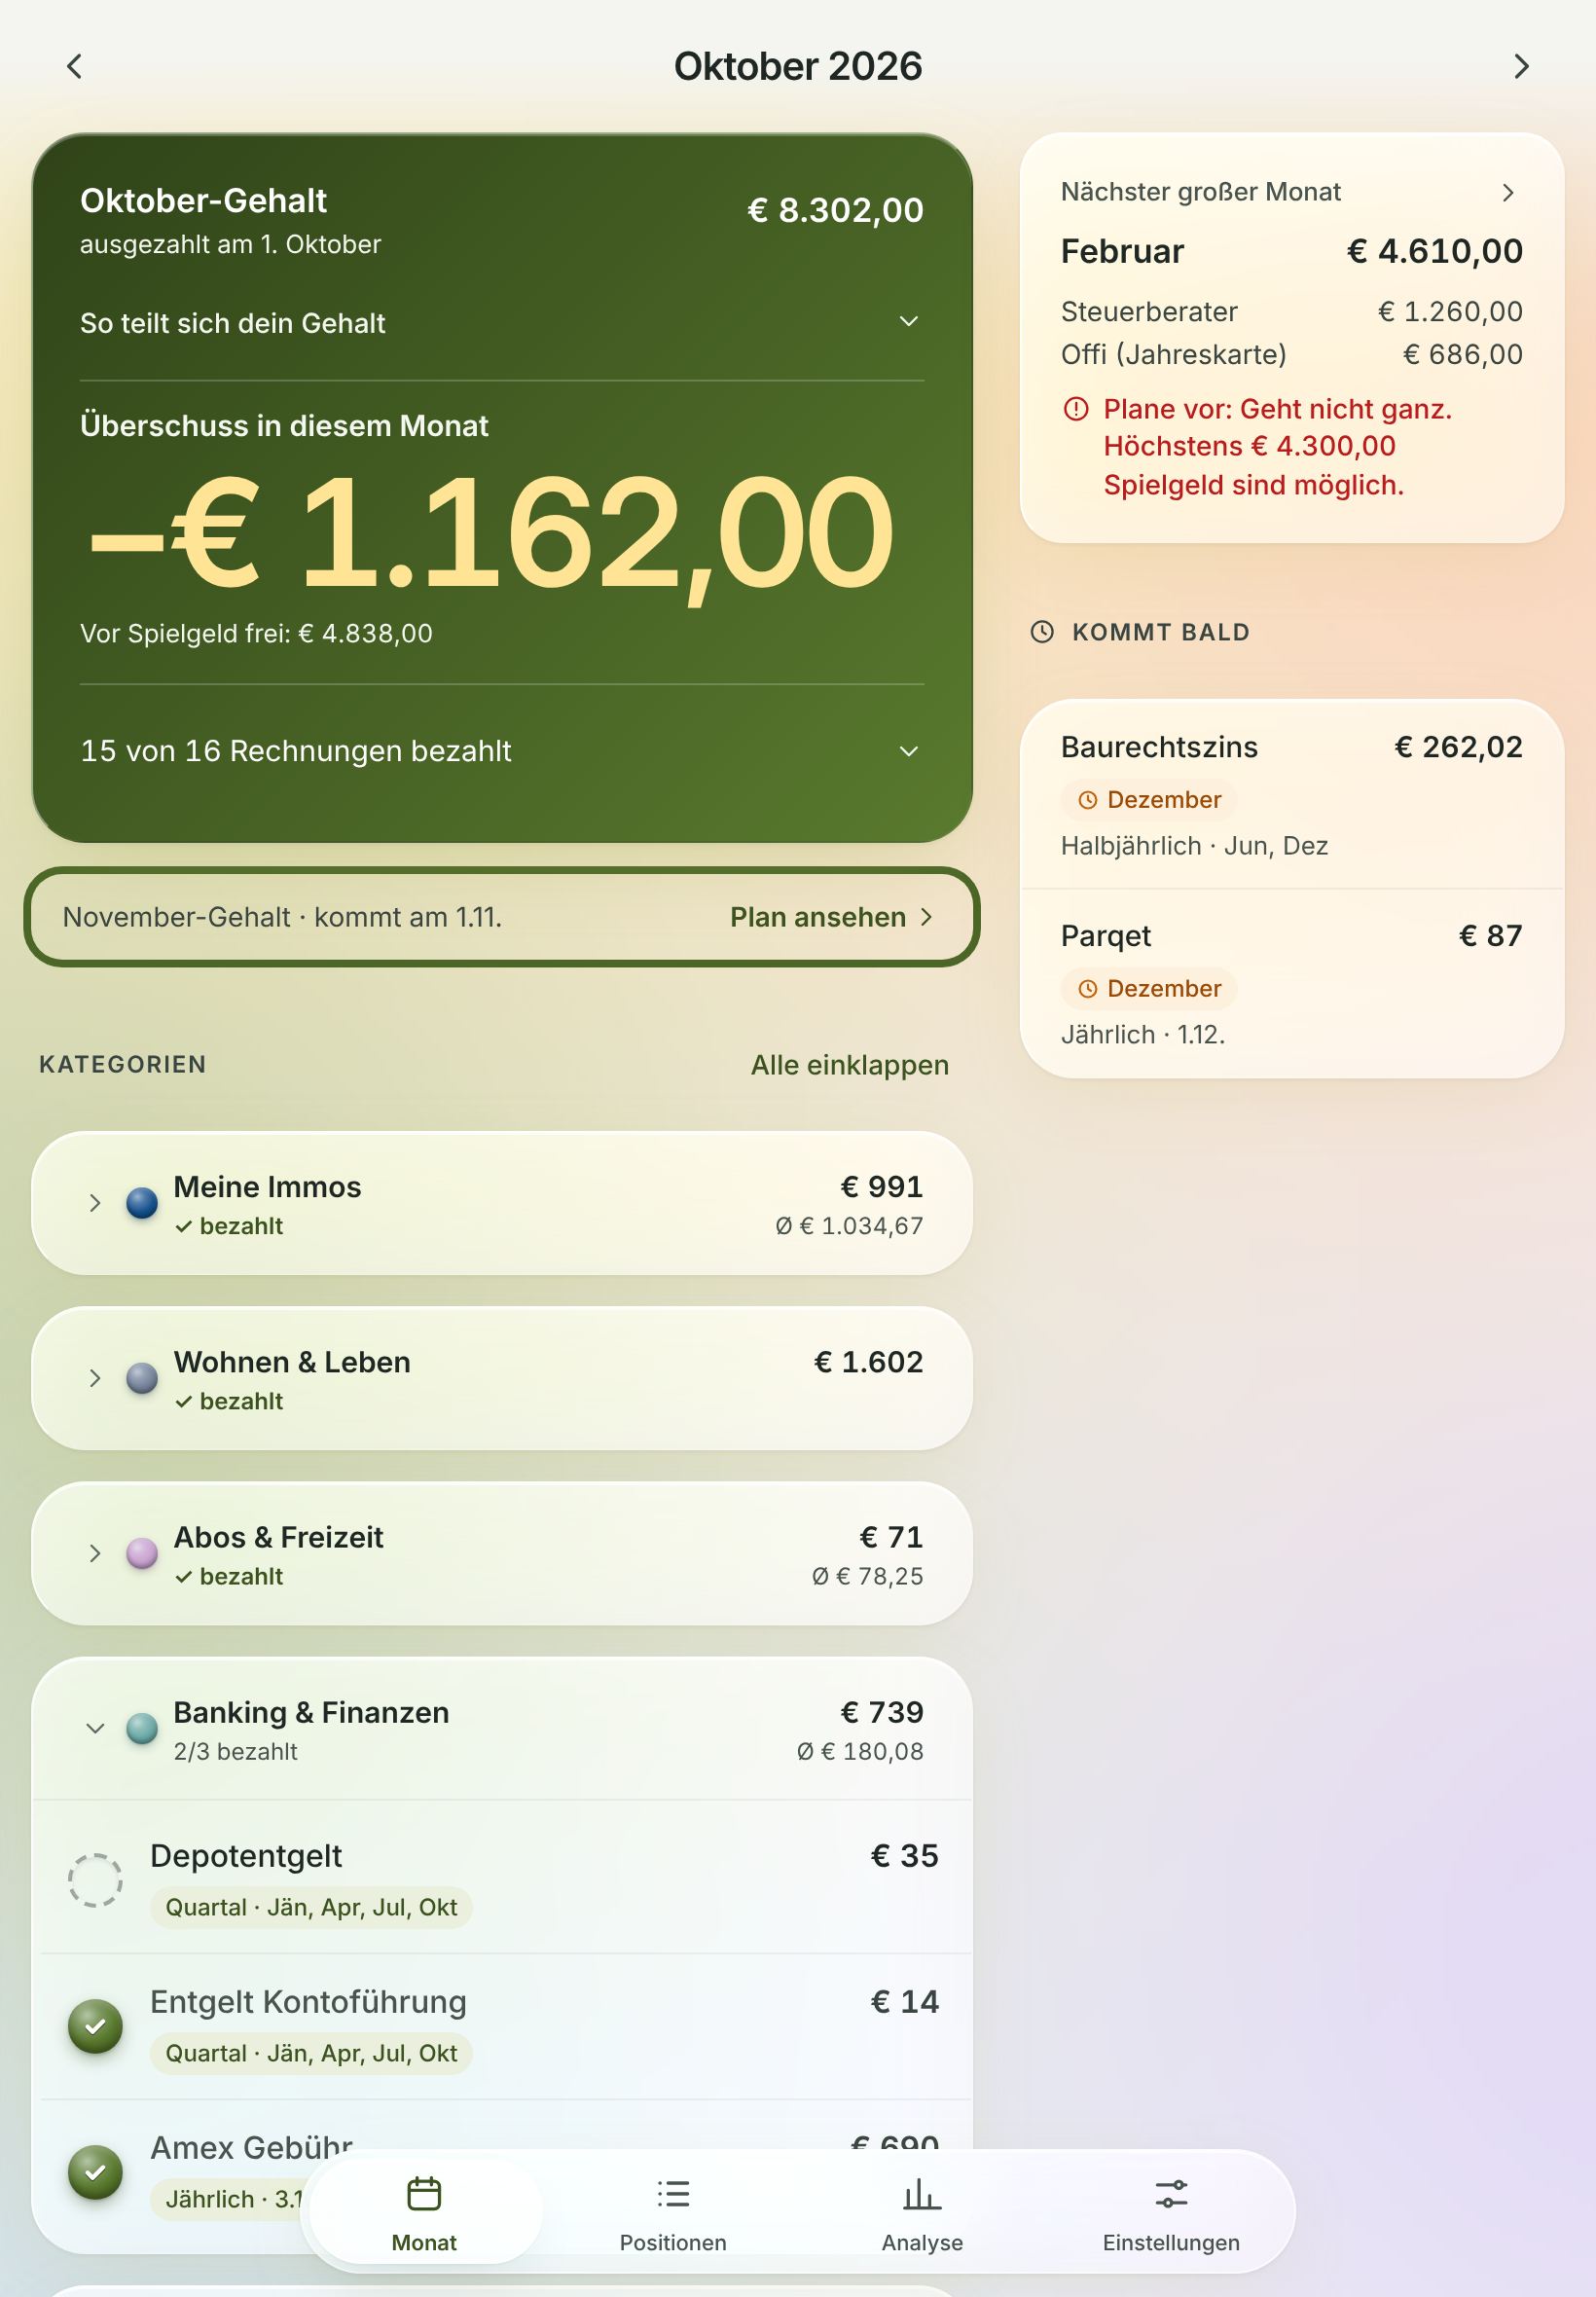 Oktober 2026
Oktober-Gehalt
€ 8.302,00
ausgezahlt am 1. Oktober
So teilt sich dein Gehalt
Überschuss in diesem Monat
–€ 1.162,00
Vor Spielgeld frei: € 4.838,00
15 von 16 Rechnungen bezahlt
November-Gehalt · kommt am 1.11.
Plan ansehen
KATEGORIEN
Alle einklappen
Meine Immos
€ 991
✓ bezahlt
Ø € 1.034,67
Wohnen & Leben
€ 1.602
✓ bezahlt
Abos & Freizeit
€ 71
✓ bezahlt
Ø € 78,25
Banking & Finanzen
€ 739
2/3 bezahlt
Ø € 180,08
Depotentgelt
€ 35
Quartal · Jän, Apr, Jul, Okt
Entgelt Kontoführung
€ 14
Quartal · Jän, Apr, Jul, Okt
Amex Gebühr
€ 690
Jährlich · 3.1
Nächster großer Monat
Februar
€ 4.610,00
Steuerberater
€ 1.260,00
Offi (Jahreskarte)
€ 686,00
Plane vor: Geht nicht ganz.
Höchstens € 4.300,00
Spielgeld sind möglich.
KOMMT BALD
Baurechtszins
€ 262,02
Dezember
Halbjährlich · Jun, Dez
Parqet
€ 87
Dezember
Jährlich · 1.12.
Monat
Positionen
Analyse
Einstellungen